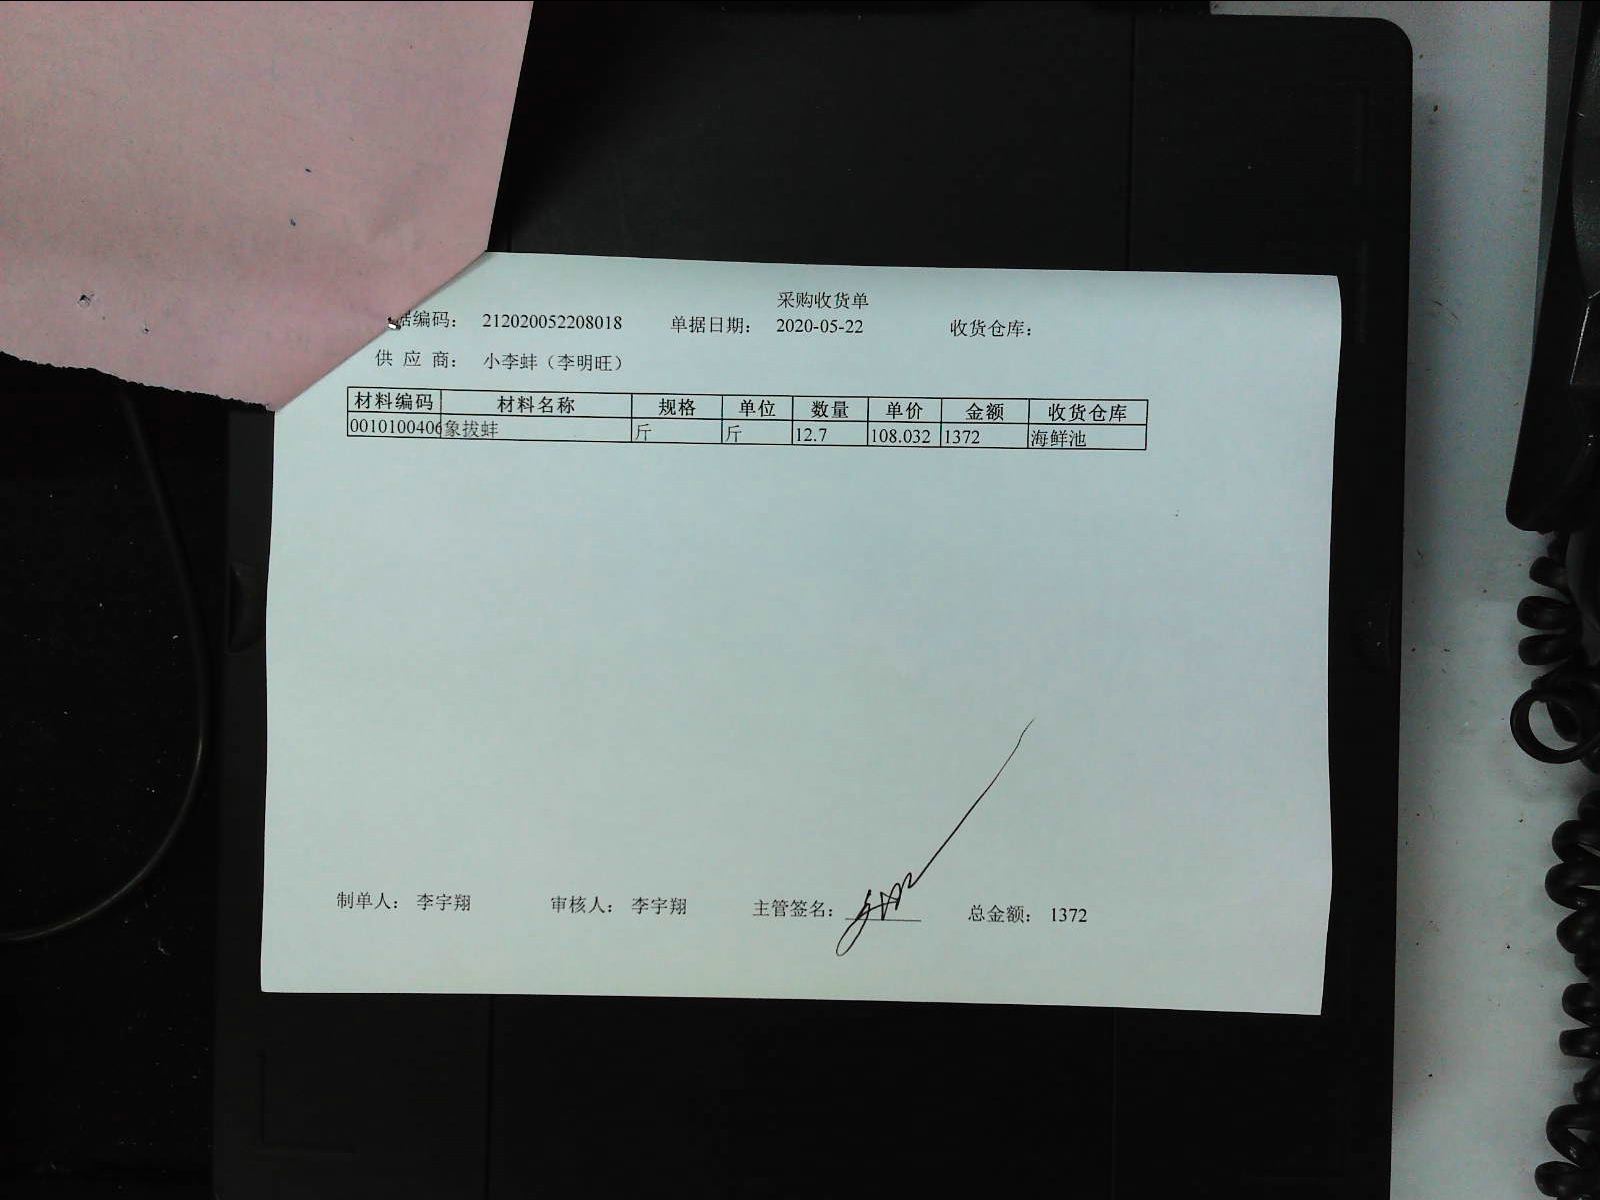 采购收货单
据编码： 212020052208018 单据日期： 2020-05-22 收货仓库：
供 应 商： 小李蚌（李明旺）
材料编码 材料名称 规格 单位 数量 单价 金额 收货仓库
0010100406 象拔蚌 斤 斤 12.7 108.032 1372 海鲜池
制单人： 李宇翔 审核人： 李宇翔 主管签名： 总金额： 1372